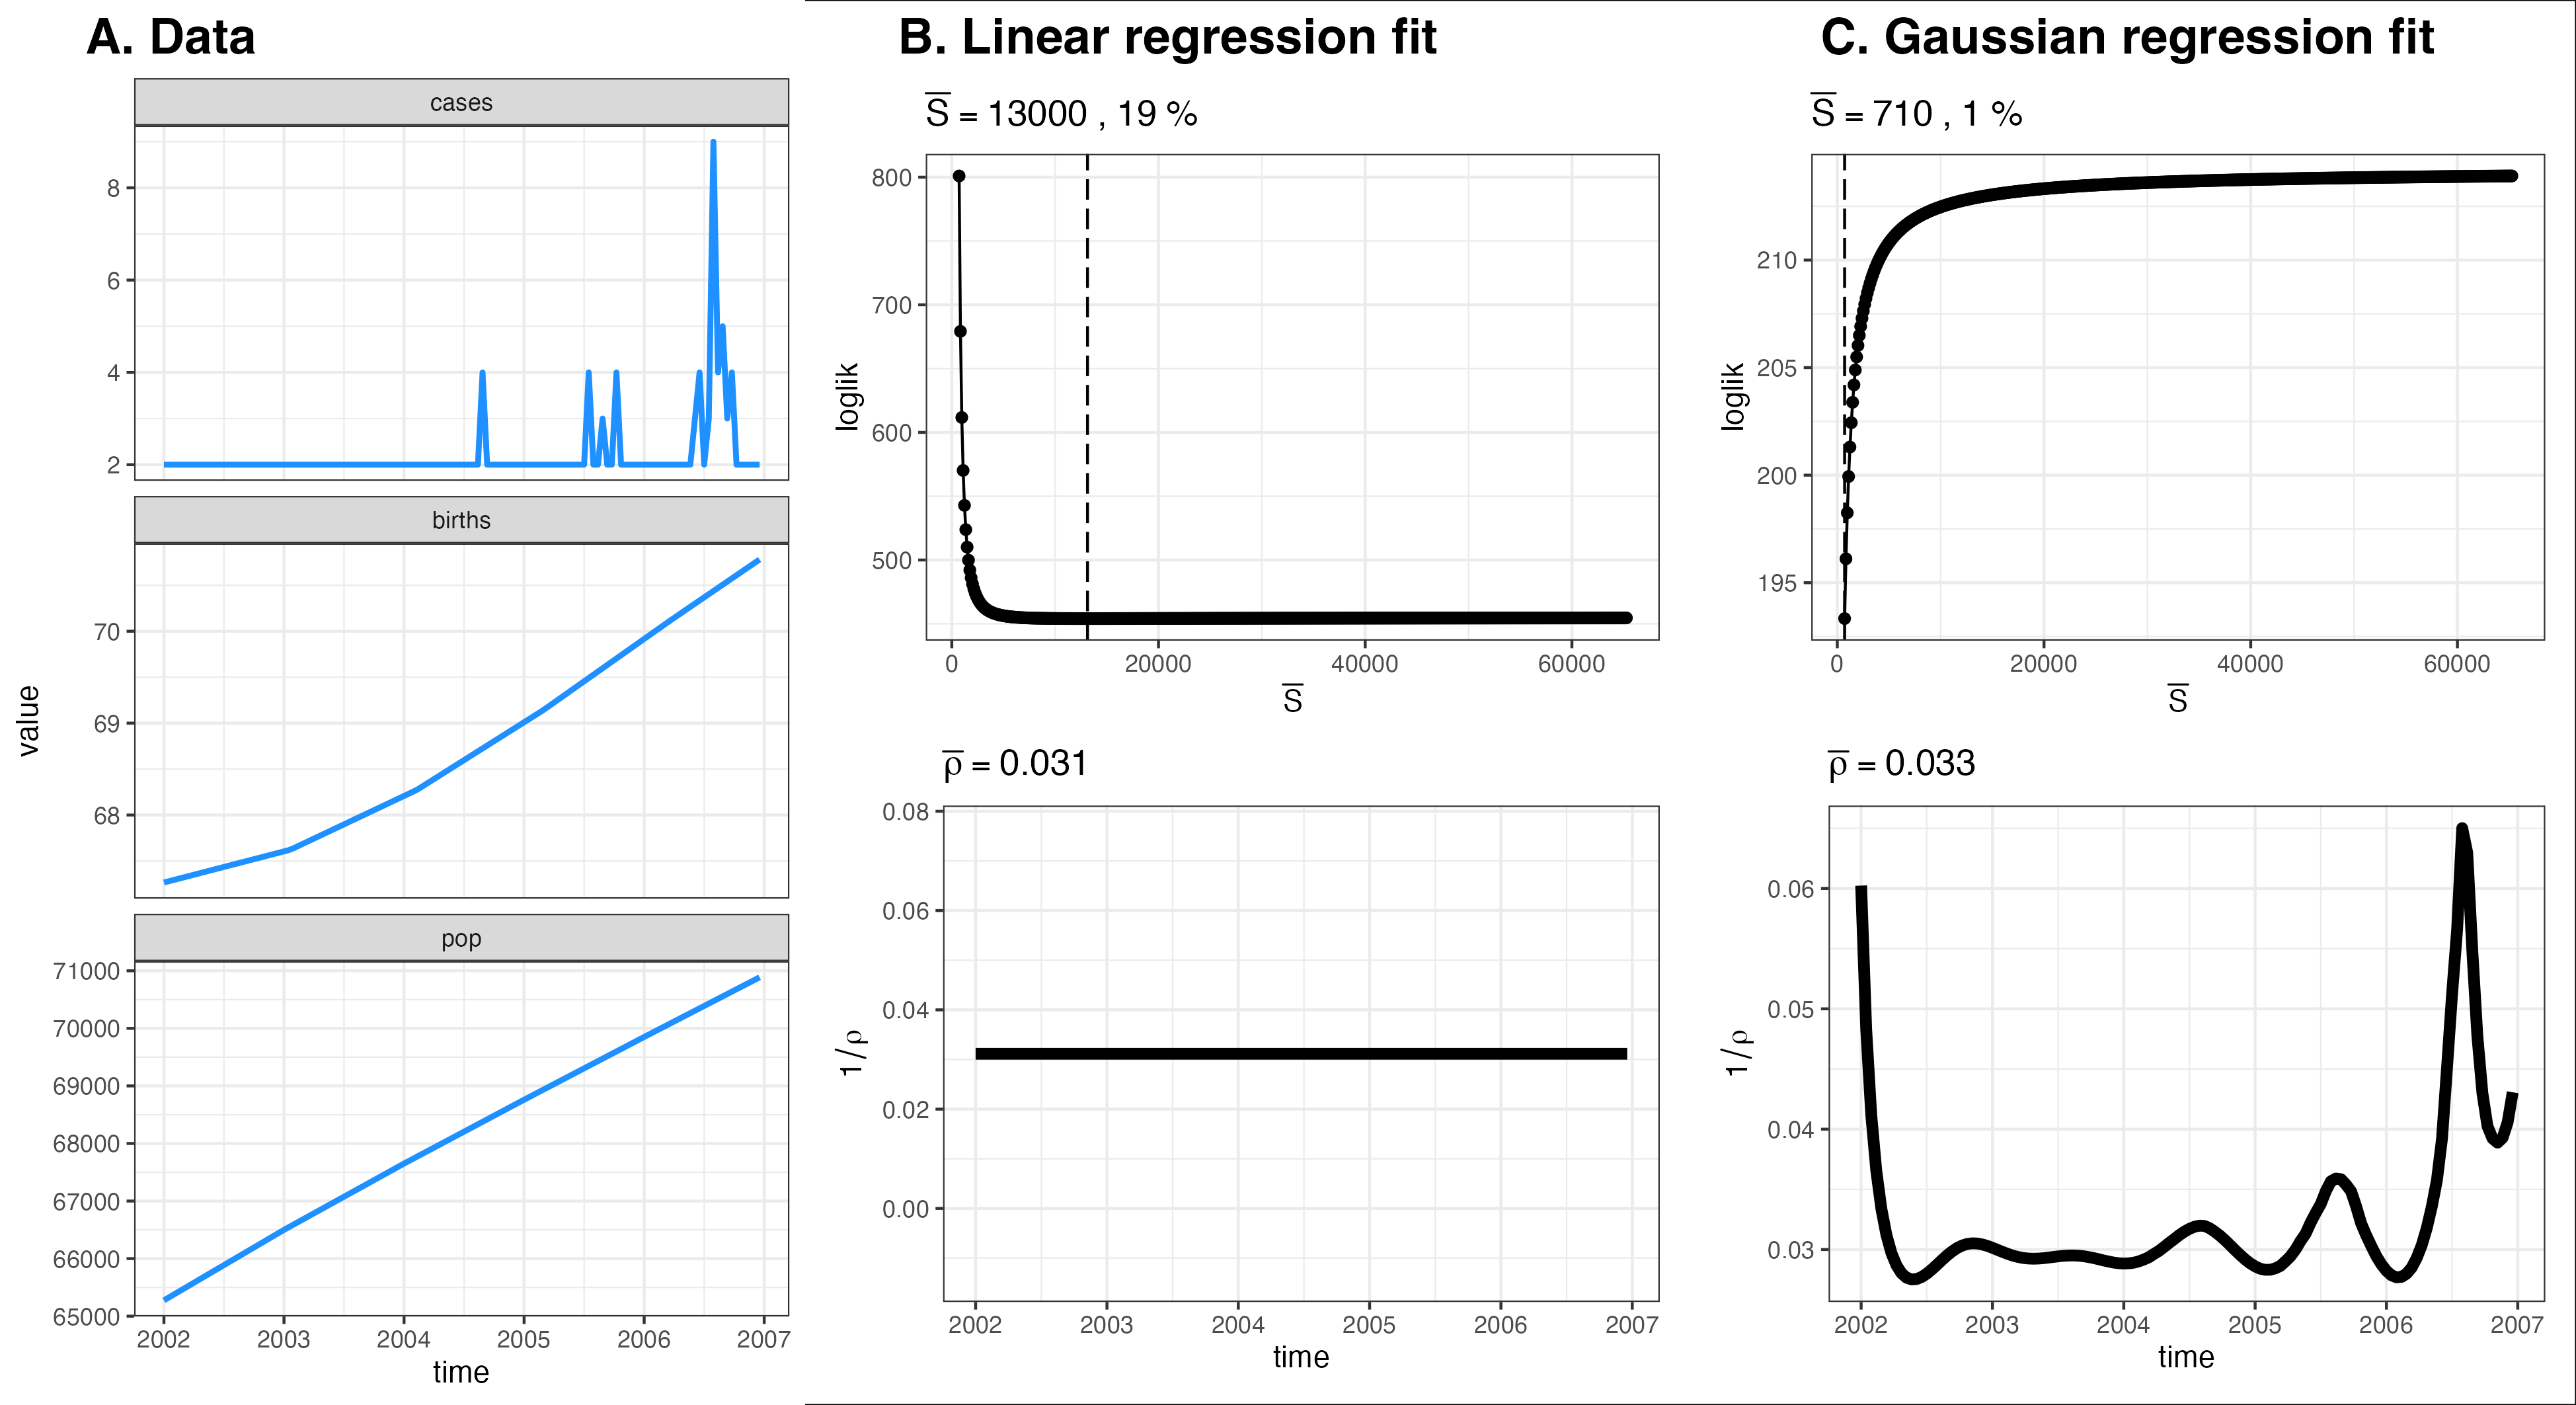 A. Data
cases
8
6
4
2
births
70
69
68
pop
71000
70000
69000
68000
67000
66000
65000
2002 2003 2004 2005 2006 2007
time
value
B. Linear regression fit
S̅ = 13000 , 19 %
800
700
600
500
loglik
0 20000 40000 60000
S̅
ρ̅ = 0.031
0.08
0.06
0.04
0.02
0.00
1/ρ
2002 2003 2004 2005 2006 2007
time
C. Gaussian regression fit
S̅ = 710 , 1 %
210
205
200
195
loglik
0 20000 40000 60000
S̅
ρ̅ = 0.033
0.06
0.05
0.04
0.03
1/ρ
2002 2003 2004 2005 2006 2007
time